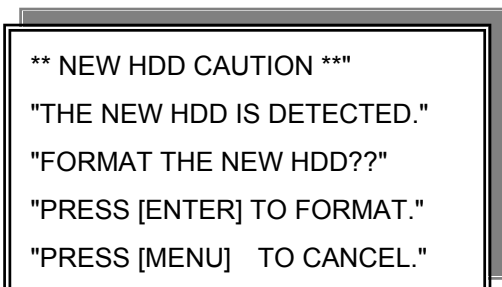 ** NEW HDD CAUTION **"
"THE NEW HDD IS DETECTED."
"FORMAT THE NEW HDD??"
"PRESS [ENTER] TO FORMAT."
"PRESS [MENU]   TO CANCEL."